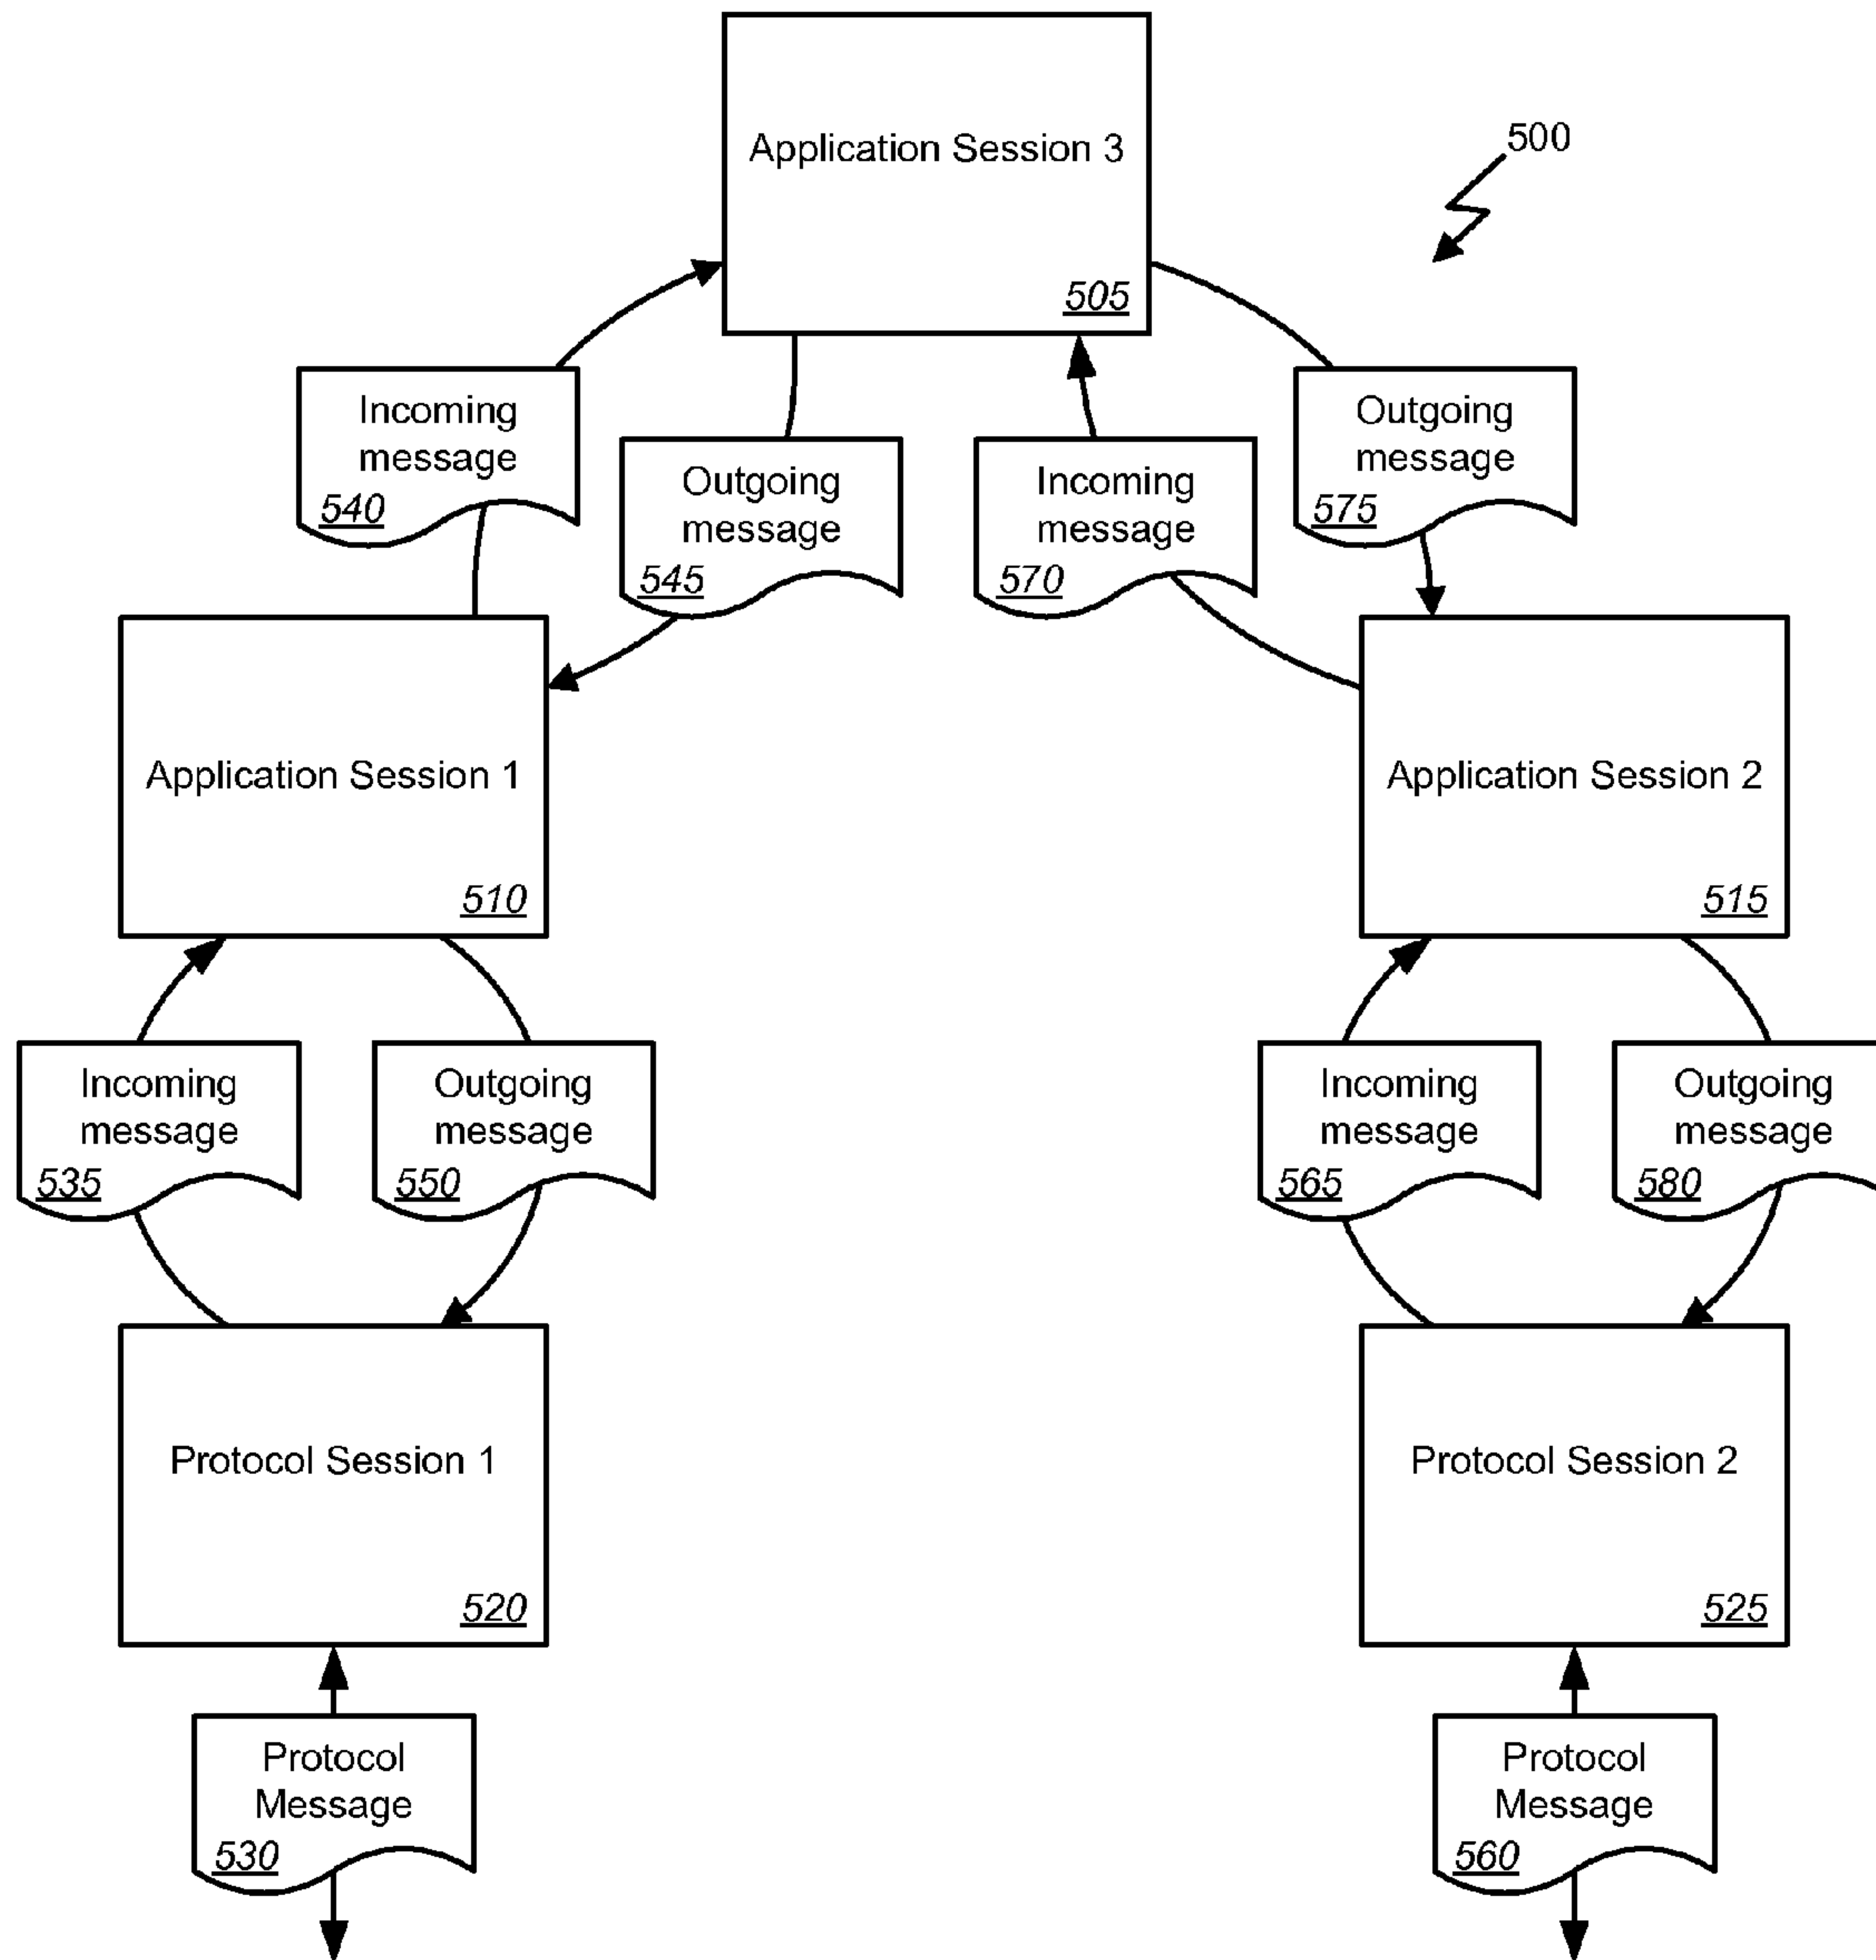 Application Session 3
505
500
Incoming
message
540
Outgoing
message
545
Incoming
message
570
Outgoing
message
575
Application Session 1
510
Application Session 2
515
Incoming
message
535
Outgoing
message
550
Incoming
message
565
Outgoing
message
580
Protocol Session 1
520
Protocol Session 2
525
Protocol
Message
530
Protocol
Message
560